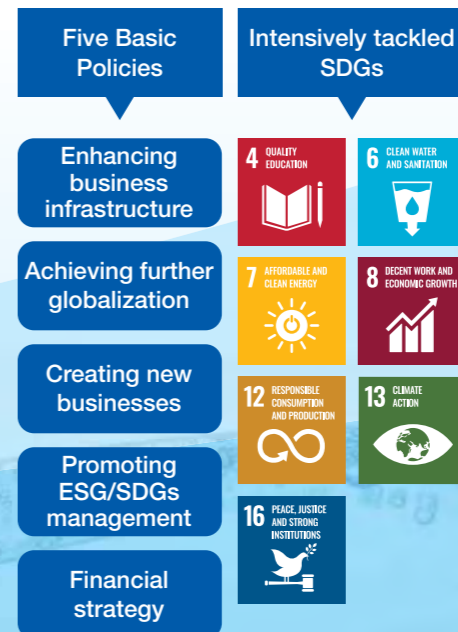 Five Basic
Policies
Intensively tackled
SDGs
Enhancing
business
infrastructure
Achieving further
globalization
Creating new
businesses
Promoting
ESG/SDGs
management
Financial
strategy
4 QUALITY
EDUCATION
6 CLEAN WATER
AND SANITATION
7 AFFORDABLE AND
CLEAN ENERGY
8 DECENT WORK AND
ECONOMIC GROWTH
12 RESPONSIBLE
CONSUMPTION
AND PRODUCTION
13 CLIMATE
ACTION
16 PEACE, JUSTICE
AND STRONG
INSTITUTIONS